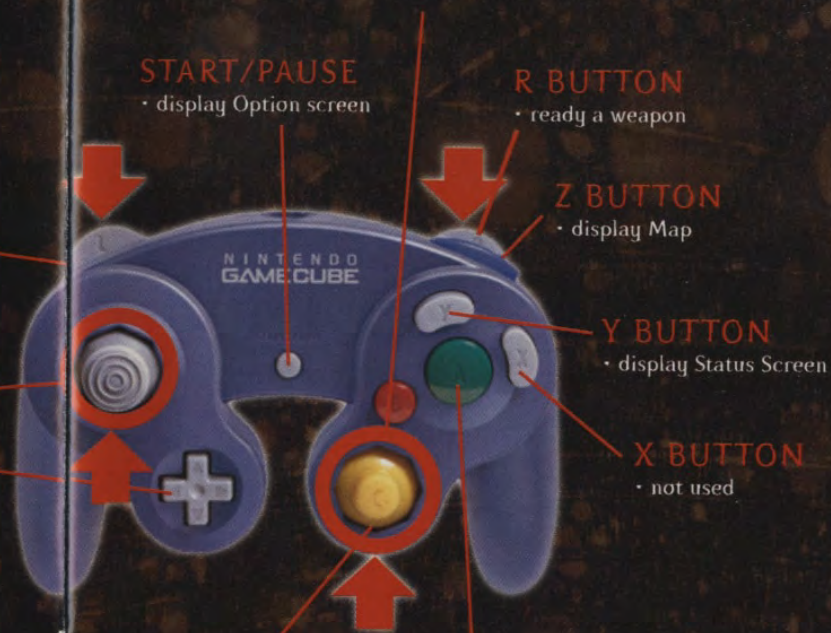 START/PAUSE
• display Option screen
R BUTTON
• ready a weapon
Z BUTTON
• display Map
NINTENDO
GAMECUBE
Y BUTTON
• display Status Screen
X BUTTON
• not used
L
Y
X
A